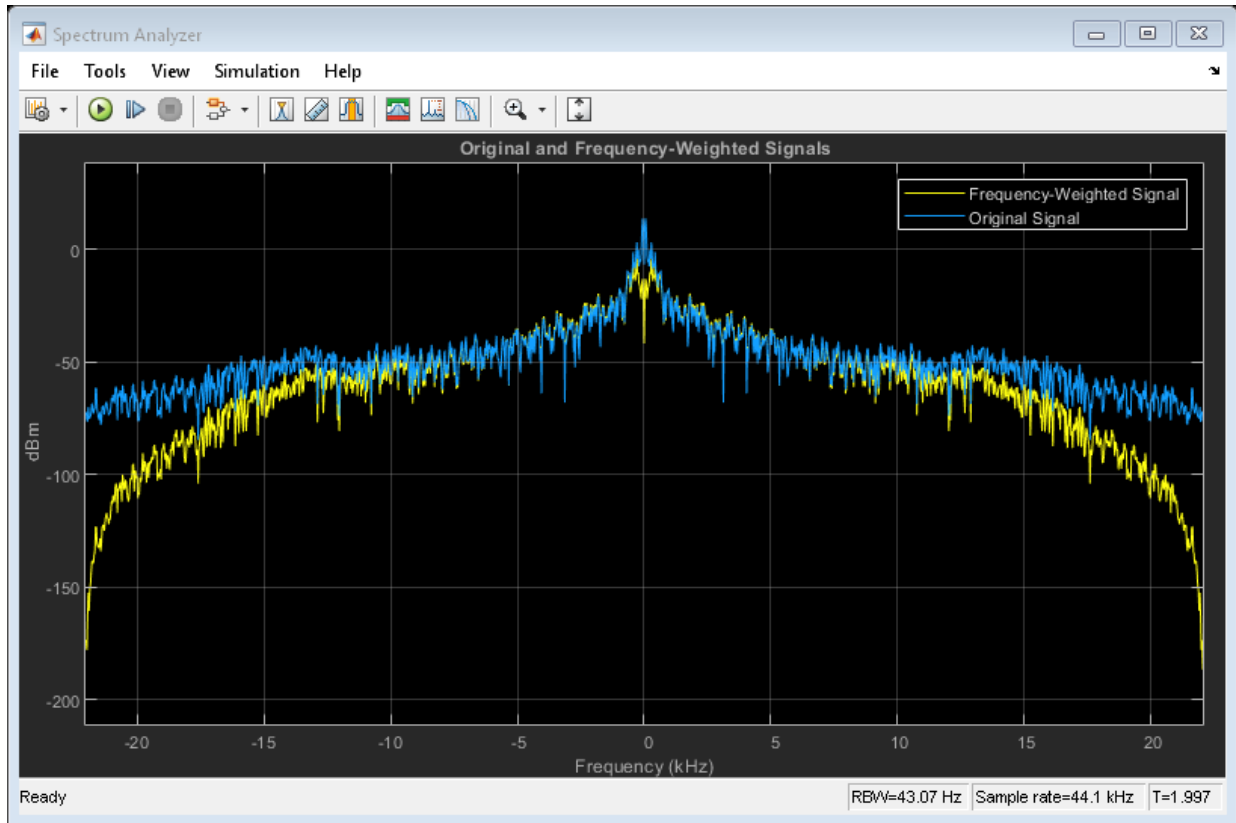 Spectrum Analyzer
File Tools View Simulation Help
Original and Frequency-Weighted Signals
Frequency-Weighted Signal
Original Signal
0
-50
-100
-150
-200
dBm
-20 -15 -10 -5 0 5 10 15 20
Frequency (kHz)
Ready RBW=43.07 Hz Sample rate=44.1 kHz T=1.997